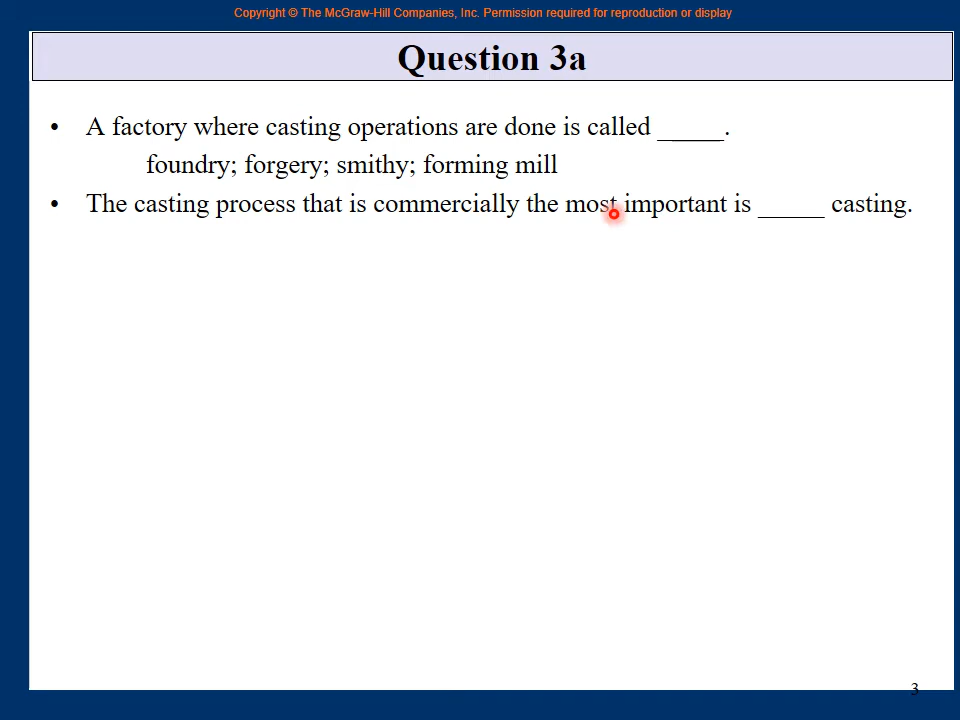 Copyright © The McGraw-Hill Companies, Inc. Permission required for reproduction or display
Question 3a
• A factory where casting operations are done is called _____.
foundry; forgery; smithy; forming mill
• The casting process that is commercially the most important is _____ casting.
3